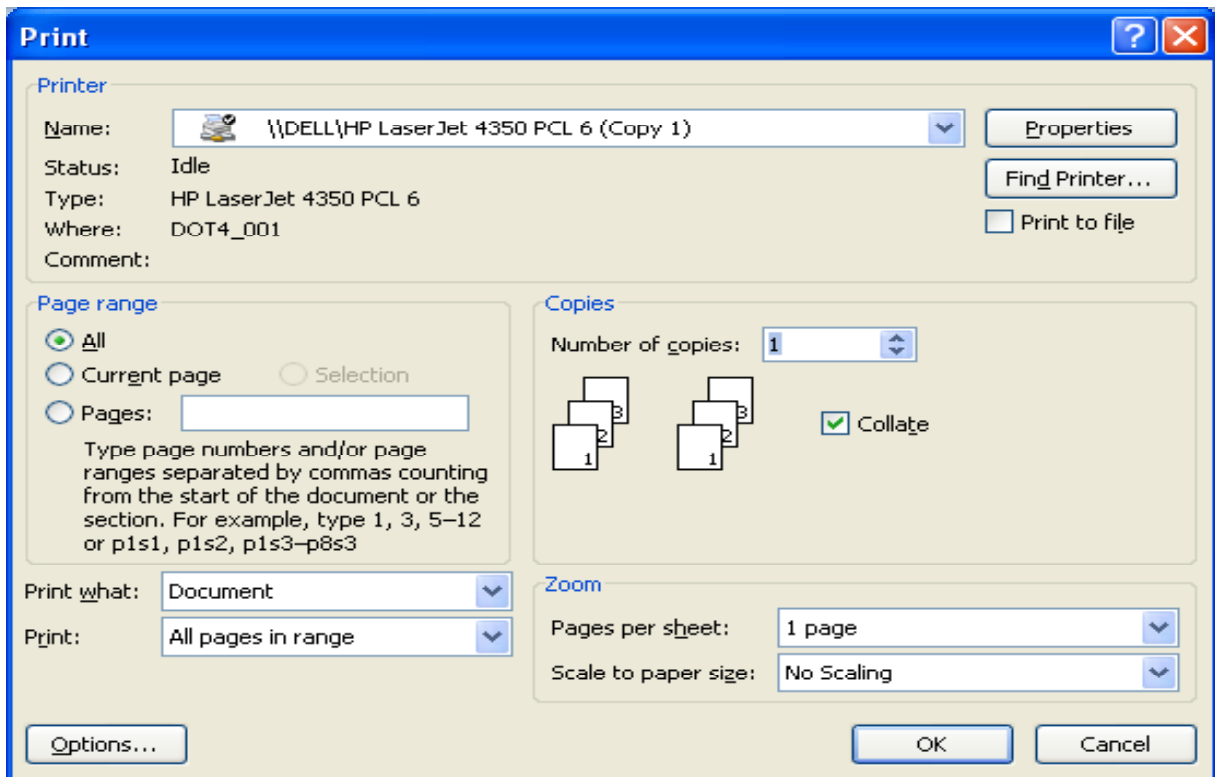 Print
Printer
Name: \\DELL\HP LaserJet 4350 PCL 6 (Copy 1) Properties
Status: Idle
Find Printer...
Type: HP LaserJet 4350 PCL 6
Where: DOT4_001
Print to file
Comment:
Page range
All
Current page Selection
Pages:
Type page numbers and/or page
ranges separated by commas counting
from the start of the document or the
section. For example, type 1, 3, 5–12
or p1s1, p1s2, p1s3–p8s3
Copies
Number of copies: 1
3 3
2 2
1 1
Collate
Print what: Document
Print: All pages in range
Zoom
Pages per sheet: 1 page
Scale to paper size: No Scaling
Options... OK Cancel